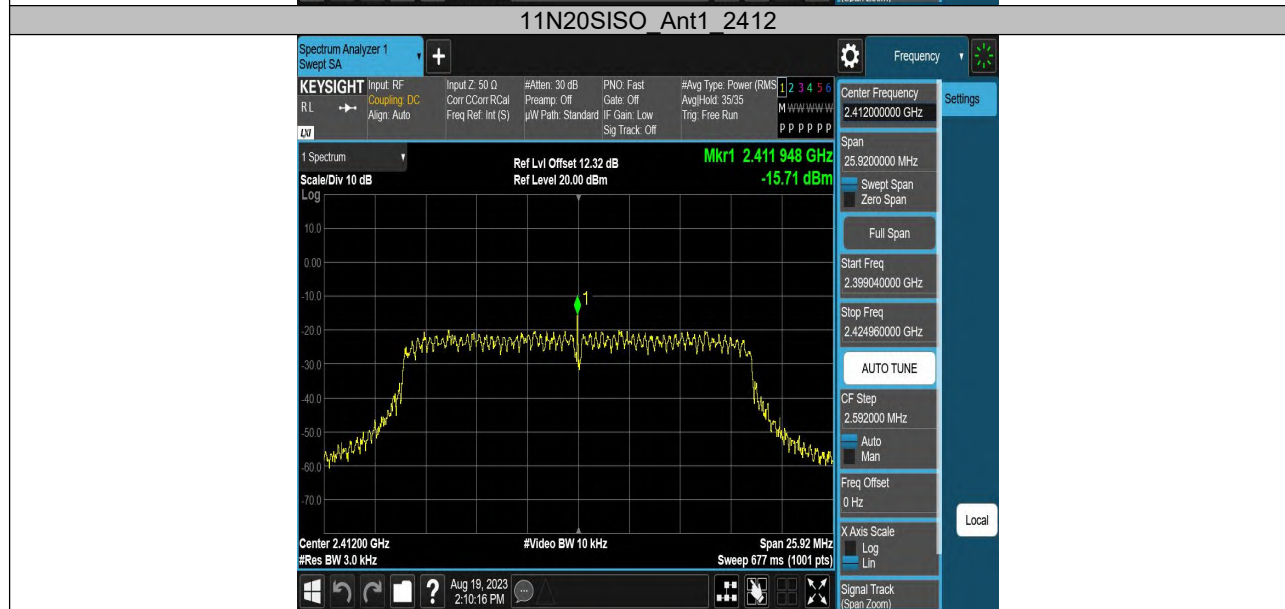 11N20SISO_Ant1_2412
Spectrum Analyzer 1
Swept SA
+
Frequency
Settings
KEYSIGHT
R L
LXI
Input: RF
Coupling: DC
Align: Auto
Input Z: 50 Ω
Corr CCorr RCal
Freq Ref: Int (S)
#Atten: 30 dB
Preamp: Off
µW Path: Standard
PNO: Fast
Gate: Off
IF Gain: Low
Sig Track: Off
#Avg Type: Power (RMS
Avg|Hold: 35/35
Trig: Free Run
1 2 3 4 5 6
M W W W W W
P P P P P P
1 Spectrum
Scale/Div 10 dB
Log
Ref Lvl Offset 12.32 dB
Ref Level 20.00 dBm
Mkr1 2.411 948 GHz
-15.71 dBm
10.0
0.00
-10.0
-20.0
-30.0
-40.0
-50.0
-60.0
-70.0
1
Center 2.41200 GHz
#Res BW 3.0 kHz
#Video BW 10 kHz
Span 25.92 MHz
Sweep 677 ms (1001 pts)
Center Frequency
2.412000000 GHz
Span
25.9200000 MHz
Swept Span
Zero Span
Full Span
Start Freq
2.399040000 GHz
Stop Freq
2.424960000 GHz
AUTO TUNE
CF Step
2.592000 MHz
Auto
Man
Freq Offset
0 Hz
X Axis Scale
Log
Lin
Signal Track
(Span Zoom)
Local
?
Aug 19, 2023
2:10:16 PM